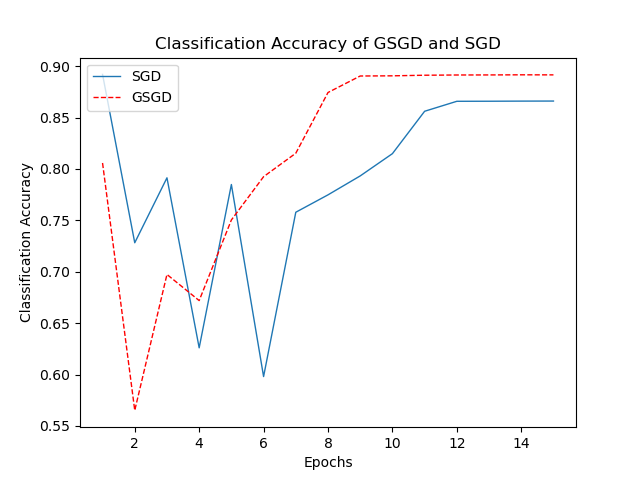 Classification Accuracy of GSGD and SGD
SGD
GSGD
Classification Accuracy
0.90
0.85
0.80
0.75
0.70
0.65
0.60
0.55
2 4 6 8 10 12 14
Epochs